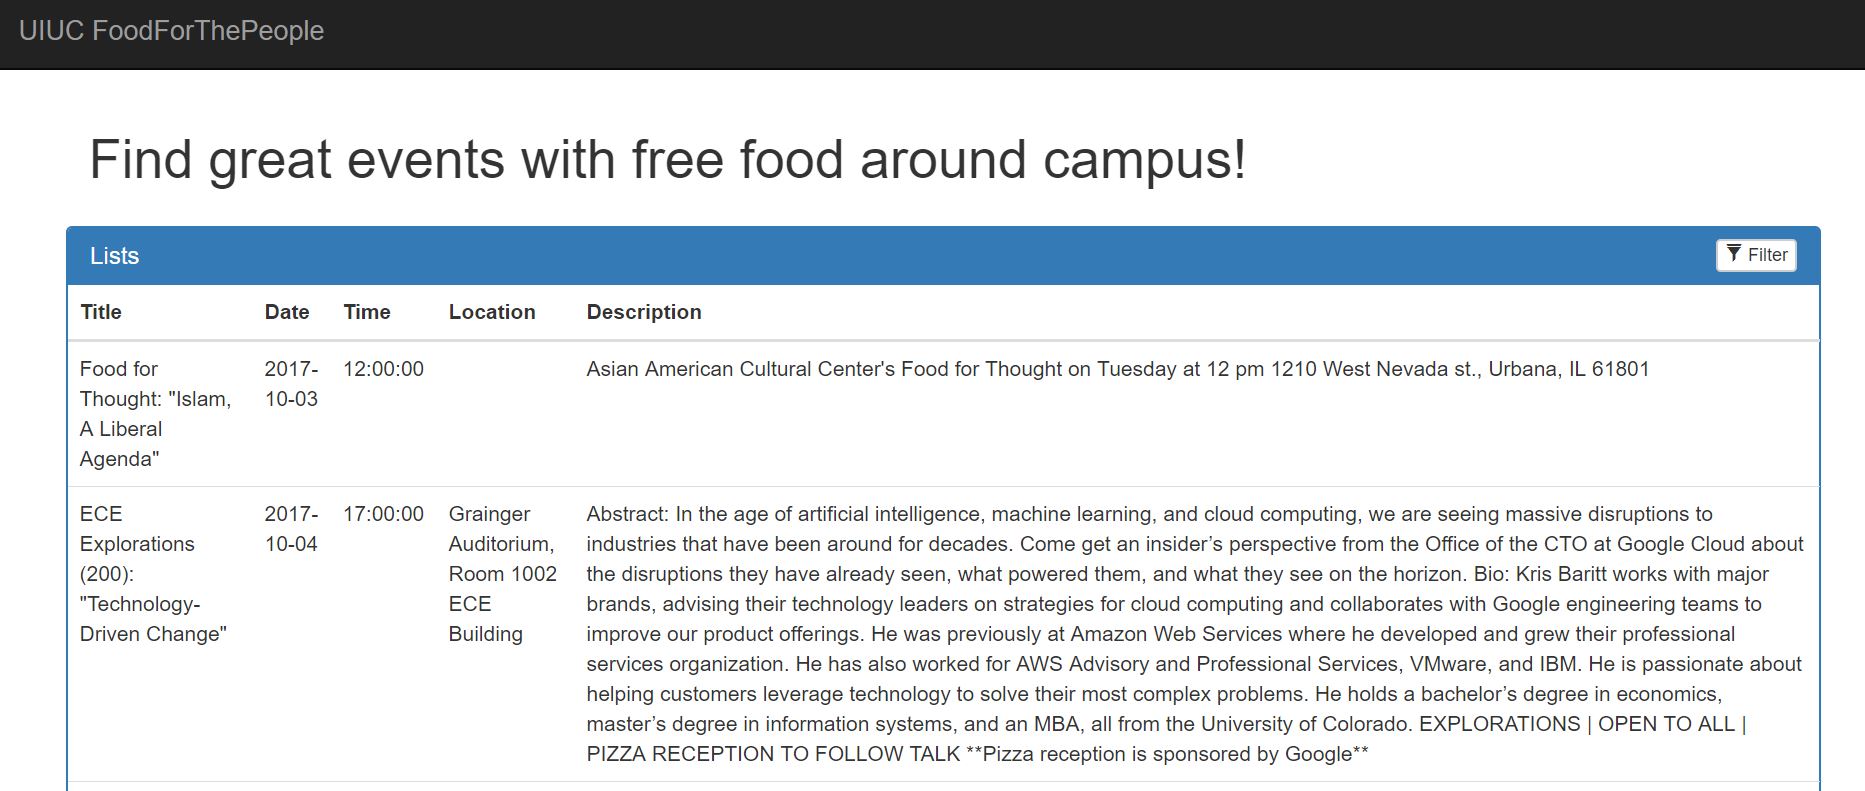 UIUC FoodForThePeople
Find great events with free food around campus!
Lists
Filter
Title Date Time Location Description
Food for
Thought: "Islam,
A Liberal
Agenda"
2017-
10-03
12:00:00
Asian American Cultural Center's Food for Thought on Tuesday at 12 pm 1210 West Nevada st., Urbana, IL 61801
ECE
Explorations
(200):
"Technology-
Driven Change"
2017-
10-04
17:00:00
Grainger
Auditorium,
Room 1002
ECE
Building
Abstract: In the age of artificial intelligence, machine learning, and cloud computing, we are seeing massive disruptions to
industries that have been around for decades. Come get an insider’s perspective from the Office of the CTO at Google Cloud about
the disruptions they have already seen, what powered them, and what they see on the horizon. Bio: Kris Baritt works with major
brands, advising their technology leaders on strategies for cloud computing and collaborates with Google engineering teams to
improve our product offerings. He was previously at Amazon Web Services where he developed and grew their professional
services organization. He has also worked for AWS Advisory and Professional Services, VMware, and IBM. He is passionate about
helping customers leverage technology to solve their most complex problems. He holds a bachelor’s degree in economics,
master’s degree in information systems, and an MBA, all from the University of Colorado. EXPLORATIONS | OPEN TO ALL |
PIZZA RECEPTION TO FOLLOW TALK **Pizza reception is sponsored by Google**